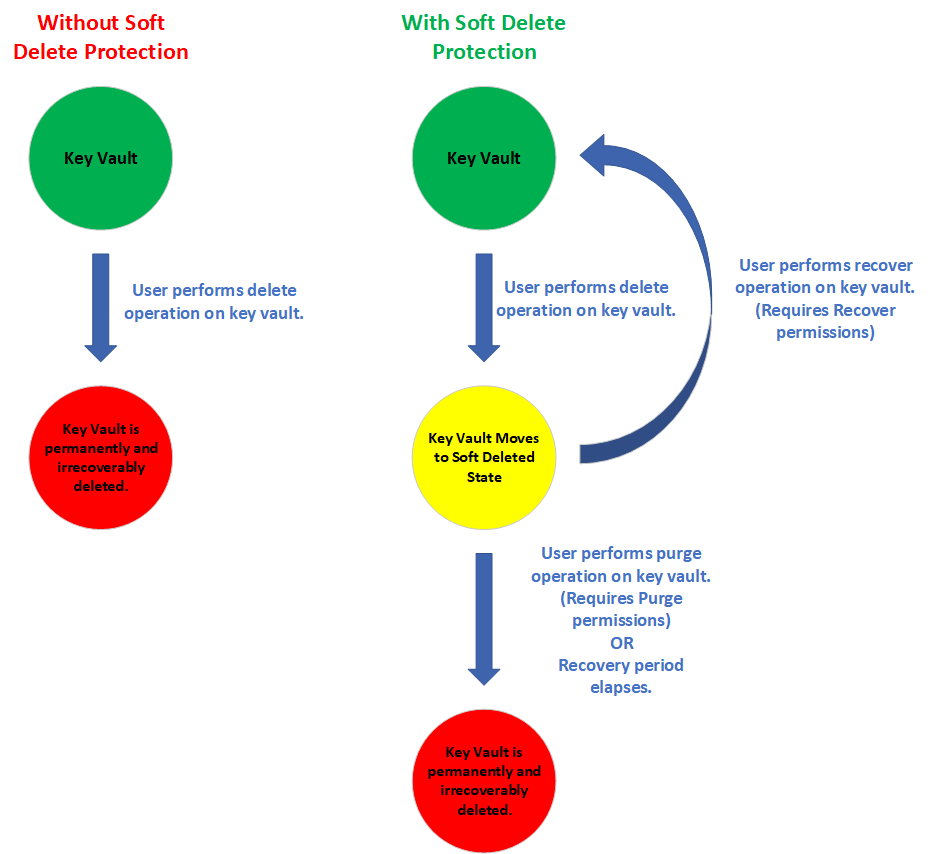 Without Soft
Delete Protection
Key Vault
User performs delete
operation on key vault.
Key Vault is
permanently and
irrecoverably
deleted.
With Soft Delete
Protection
Key Vault
User performs delete
operation on key vault.
User performs recover
operation on key vault.
(Requires Recover
permissions)
Key Vault Moves
to Soft Deleted
State
User performs purge
operation on key vault.
(Requires Purge
permissions)
OR
Recovery period
elapses.
Key Vault is
permanently and
irrecoverably
deleted.